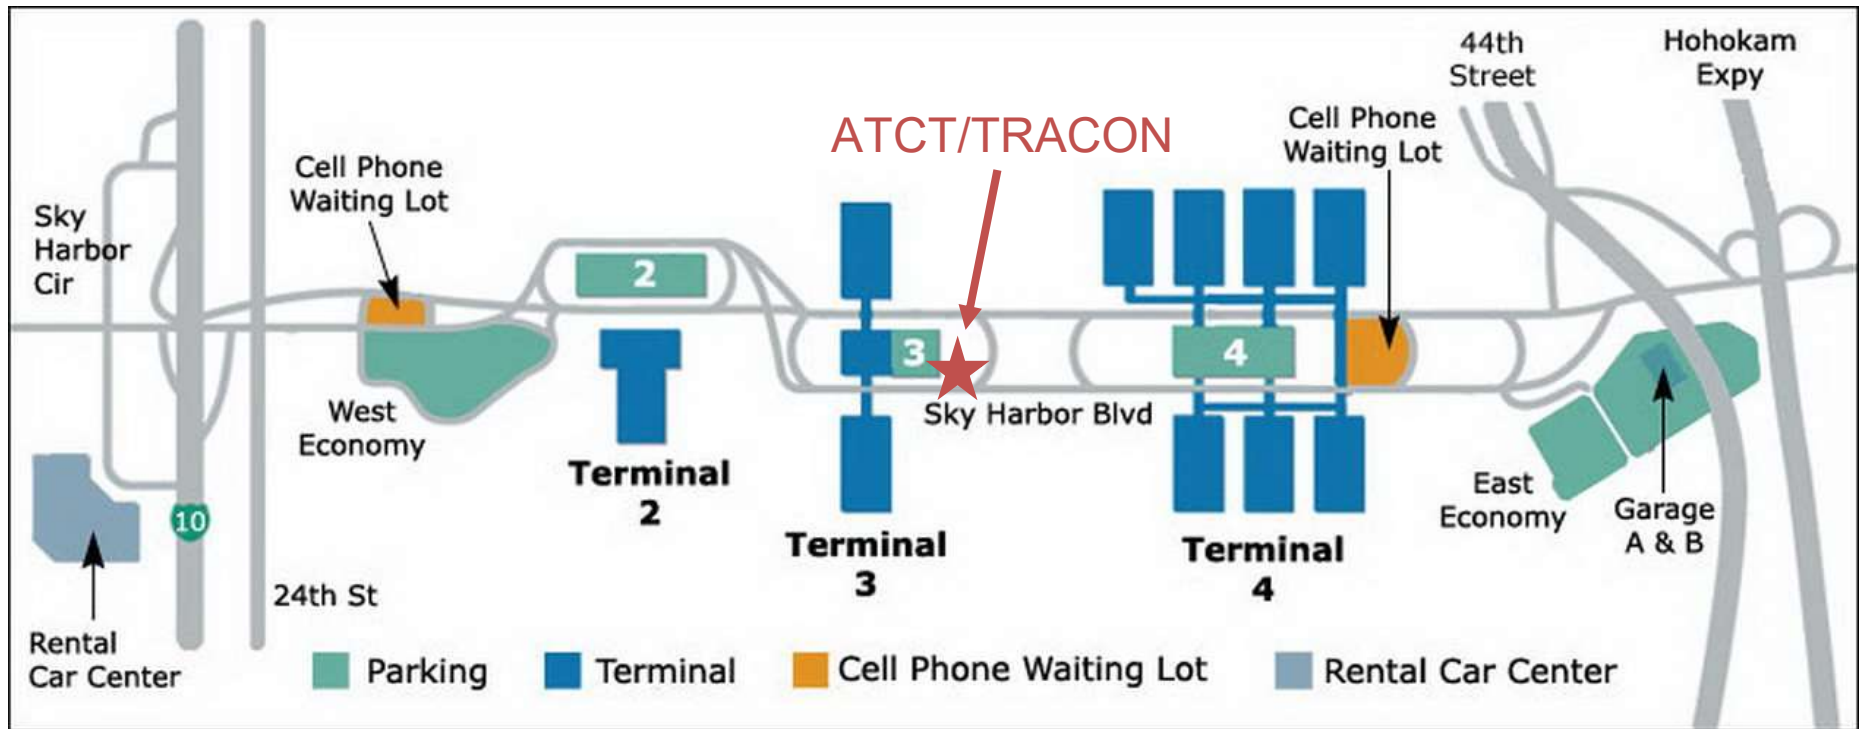 44th
Street
Hohokam
Expy
ATCT/TRACON
Cell Phone
Waiting Lot
Cell Phone
Waiting Lot
Sky
Harbor
Cir
2
3
4
Sky Harbor Blvd
West
Economy
Terminal
2
Terminal
3
Terminal
4
East
Economy
Garage
A & B
10
24th St
Rental
Car Center
Parking
Terminal
Cell Phone Waiting Lot
Rental Car Center